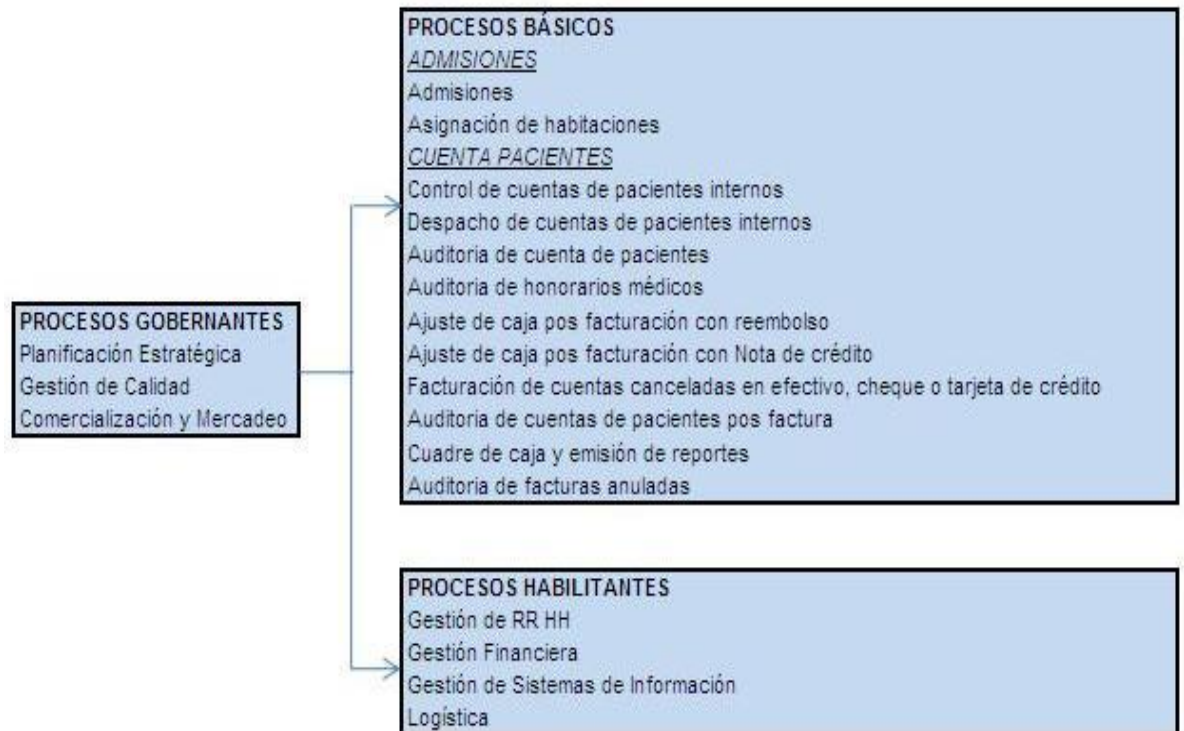 PROCESOS BÁSICOS
ADMISIONES
Admisiones
Asignación de habitaciones
CUENTA PACIENTES
Control de cuentas de pacientes internos
Despacho de cuentas de pacientes internos
Auditoria de cuenta de pacientes
Auditoria de honorarios médicos
Ajuste de caja pos facturación con reembolso
Ajuste de caja pos facturación con Nota de crédito
Facturación de cuentas canceladas en efectivo, cheque o tarjeta de crédito
Auditoria de cuentas de pacientes pos factura
Cuadre de caja y emisión de reportes
Auditoria de facturas anuladas
PROCESOS GOBERNANTES
Planificación Estratégica
Gestión de Calidad
Comercialización y Mercadeo
PROCESOS HABILITANTES
Gestión de RR HH
Gestión Financiera
Gestión de Sistemas de Información
Logística